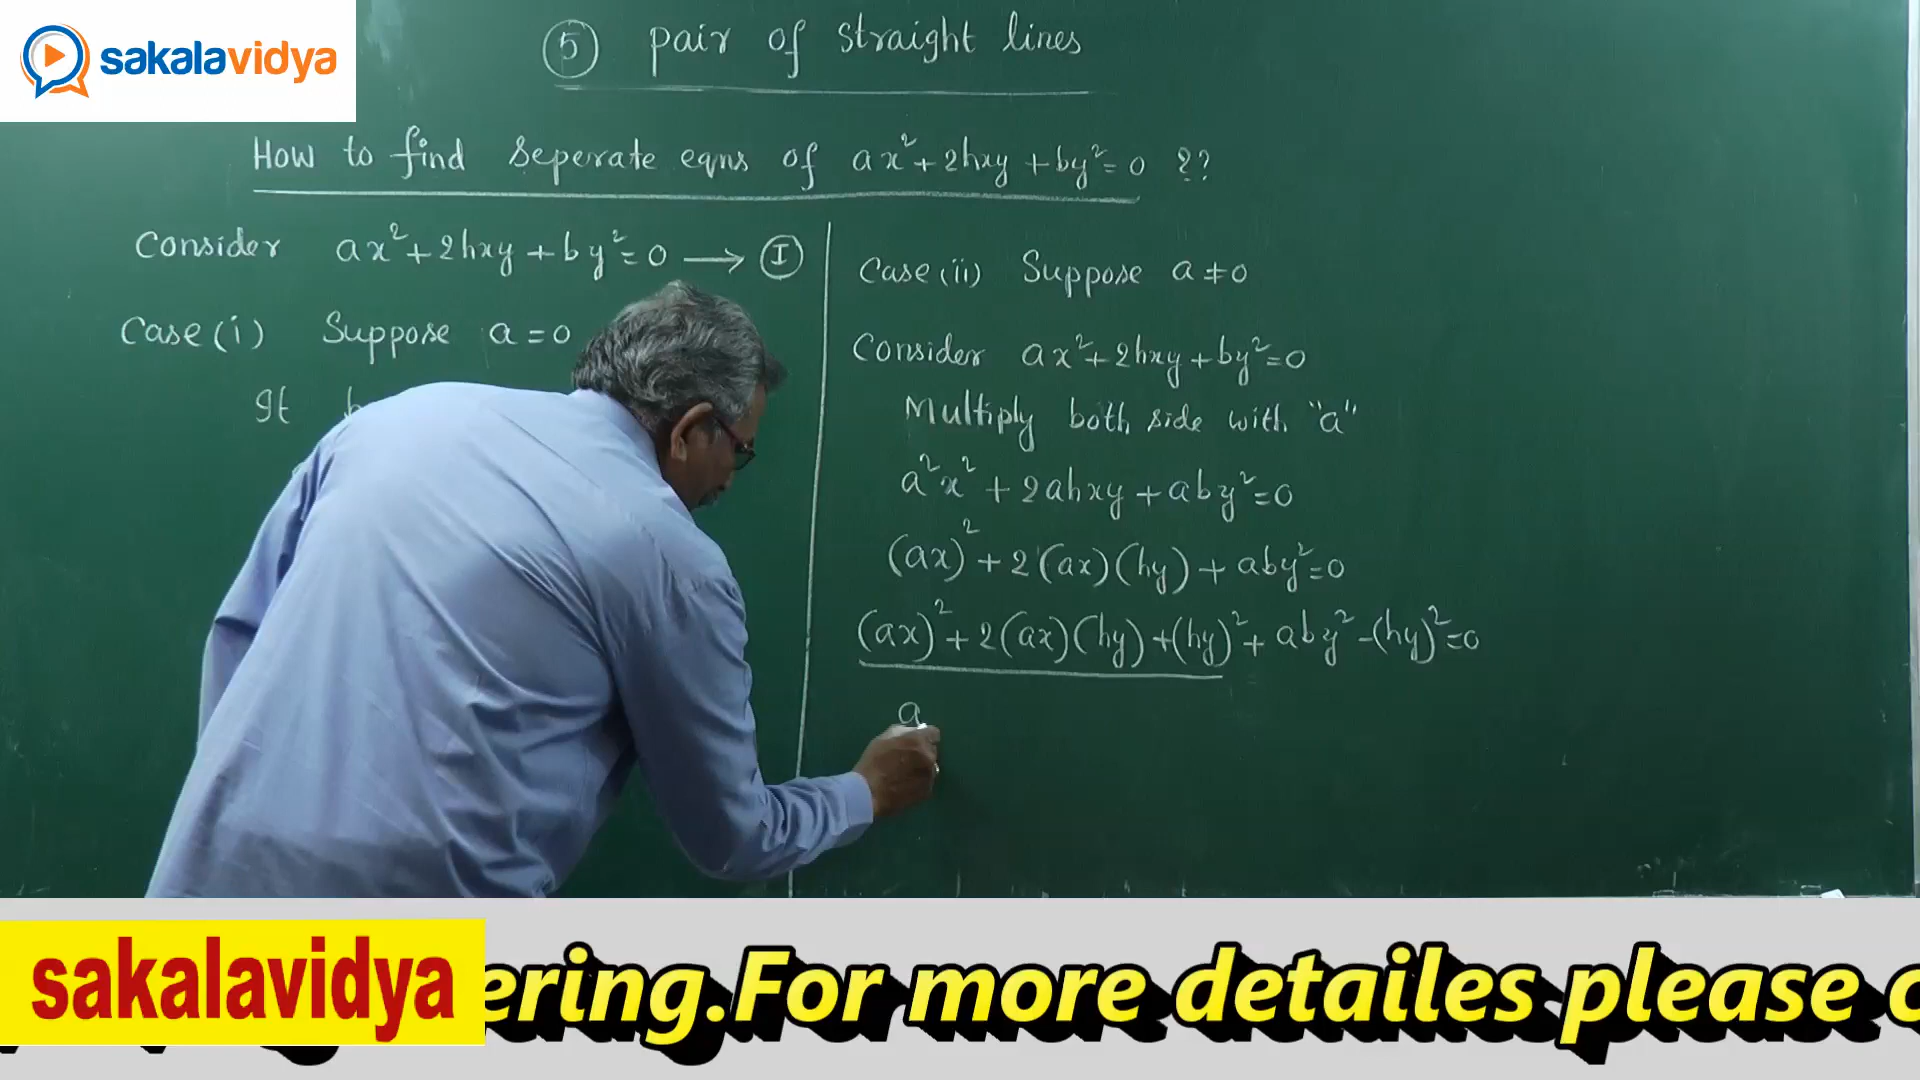 sakalavidya
5 pair of straight lines
How to find seperate eqns of ax²+2hxy+by²=0 ??
Consider ax²+2hxy+by²=0 → I
Case (i) Suppose a=0
It
Case (ii) Suppose a≠0
Consider ax²+2hxy+by²=0
Multiply both side with "a"
a²x²+2ahxy+aby²=0
(ax)²+2(ax)(hy)+aby²=0
(ax)²+2(ax)(hy)+(hy)²+aby²-(hy)²=0
a
sakalavidya
ering.For more detailes please c